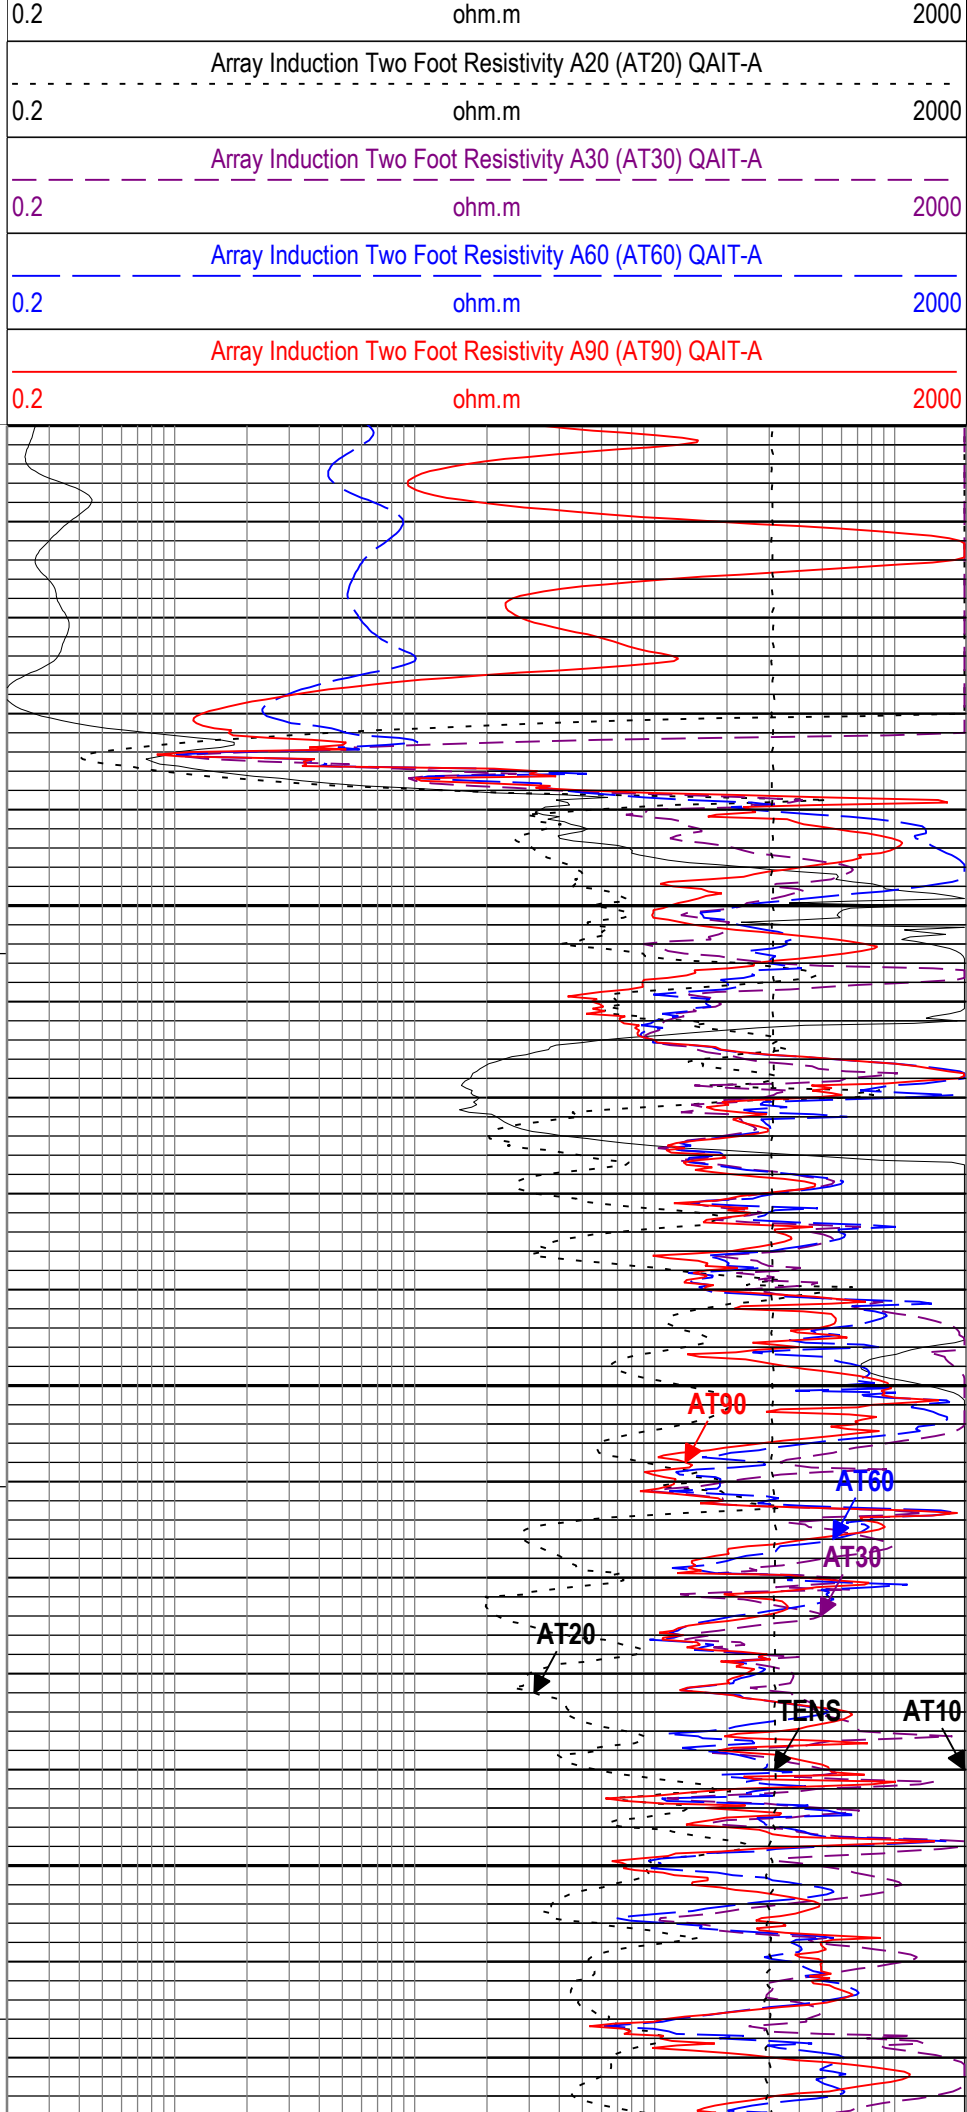 0.2 ohm.m 2000
Array Induction Two Foot Resistivity A20 (AT20) QAIT-A
0.2 ohm.m 2000
Array Induction Two Foot Resistivity A30 (AT30) QAIT-A
0.2 ohm.m 2000
Array Induction Two Foot Resistivity A60 (AT60) QAIT-A
0.2 ohm.m 2000
Array Induction Two Foot Resistivity A90 (AT90) QAIT-A
0.2 ohm.m 2000
AT90
AT60
AT30
AT20
TENS AT10